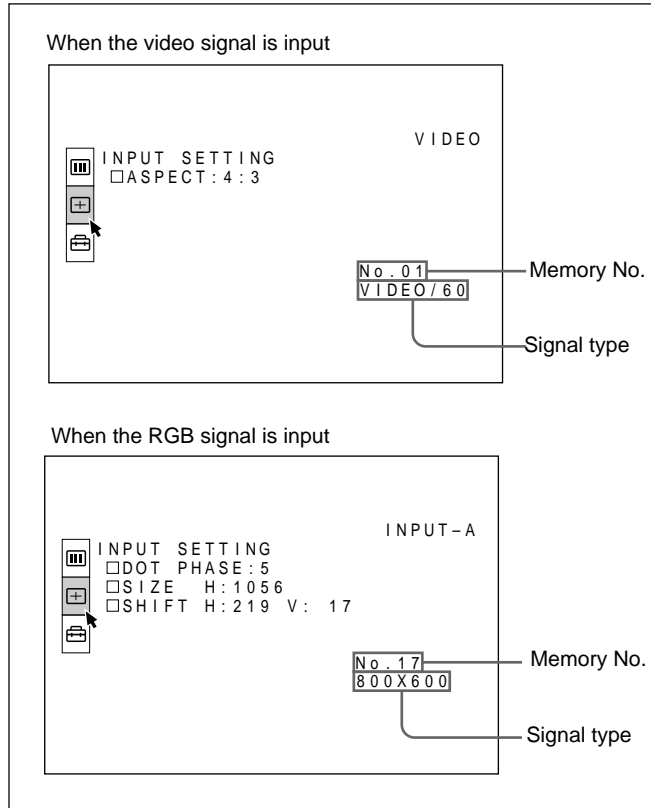 When the video signal is input
VIDEO
INPUT SETTING
□ASPECT:4:3
No.01
Memory No.
VIDEO/60
Signal type
When the RGB signal is input
INPUT–A
INPUT SETTING
□DOT PHASE:5
□SIZE H:1056
□SHIFT H:219 V: 17
No.17
Memory No.
800X600
Signal type